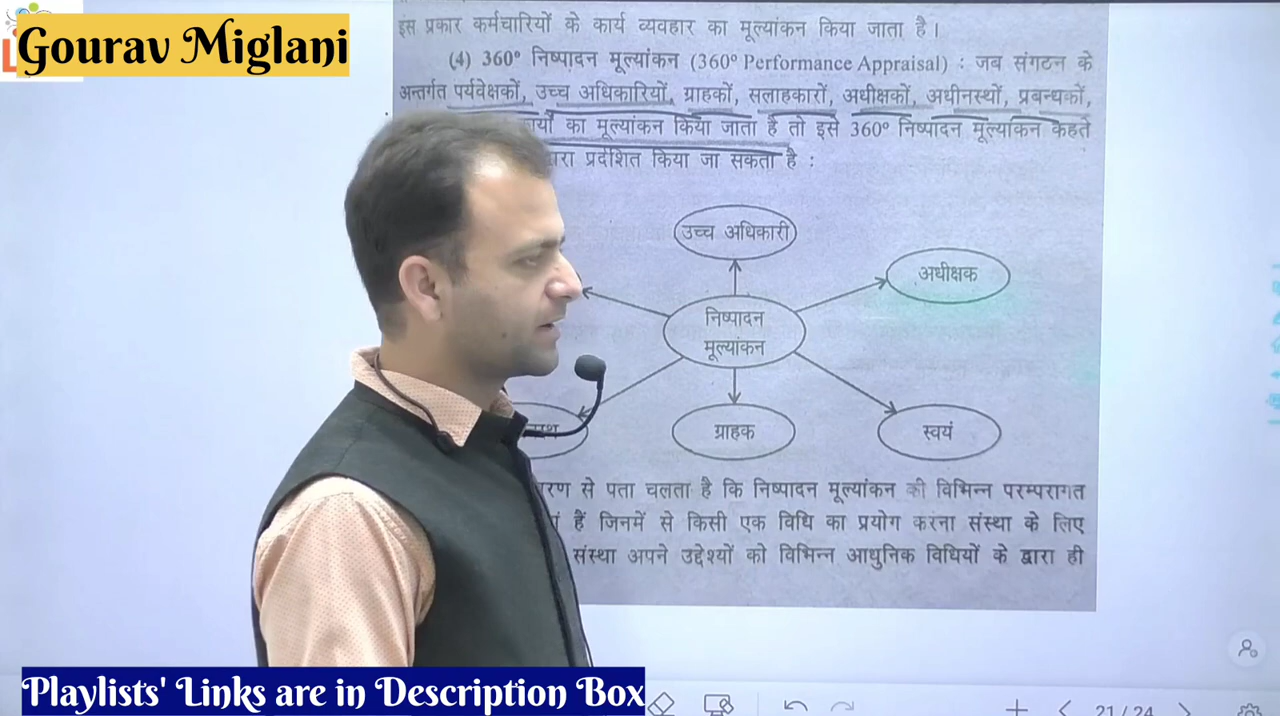 Gourav Miglani
इस प्रकार कर्मचारियों के कार्य व्यवहार का मूल्यांकन किया जाता है।
(4) 360° निष्पादन मूल्यांकन (360° Performance Appraisal) : जब संगठन के
अन्तर्गत पर्यवेक्षकों, उच्च अधिकारियों, ग्राहकों, सलाहकारों, अधीक्षकों, अधीनस्थों, प्रबन्धकों,
का मूल्यांकन किया जाता है तो इसे 360° निष्पादन मूल्यांकन कहते
प्रर्दशित किया जा सकता है :
उच्च अधिकारी
अधीक्षक
निष्पादन
मूल्यांकन
ग्राहक
स्वयं
से पता चलता है कि निष्पादन मूल्यांकन की विभिन्न परम्परागत
हैं जिनमें से किसी एक विधि का प्रयोग करना संस्था के लिए
संस्था अपने उद्देश्यों को विभिन्न आधुनिक विधियों के द्वारा ही
Playlists' Links are in Description Box
21/24